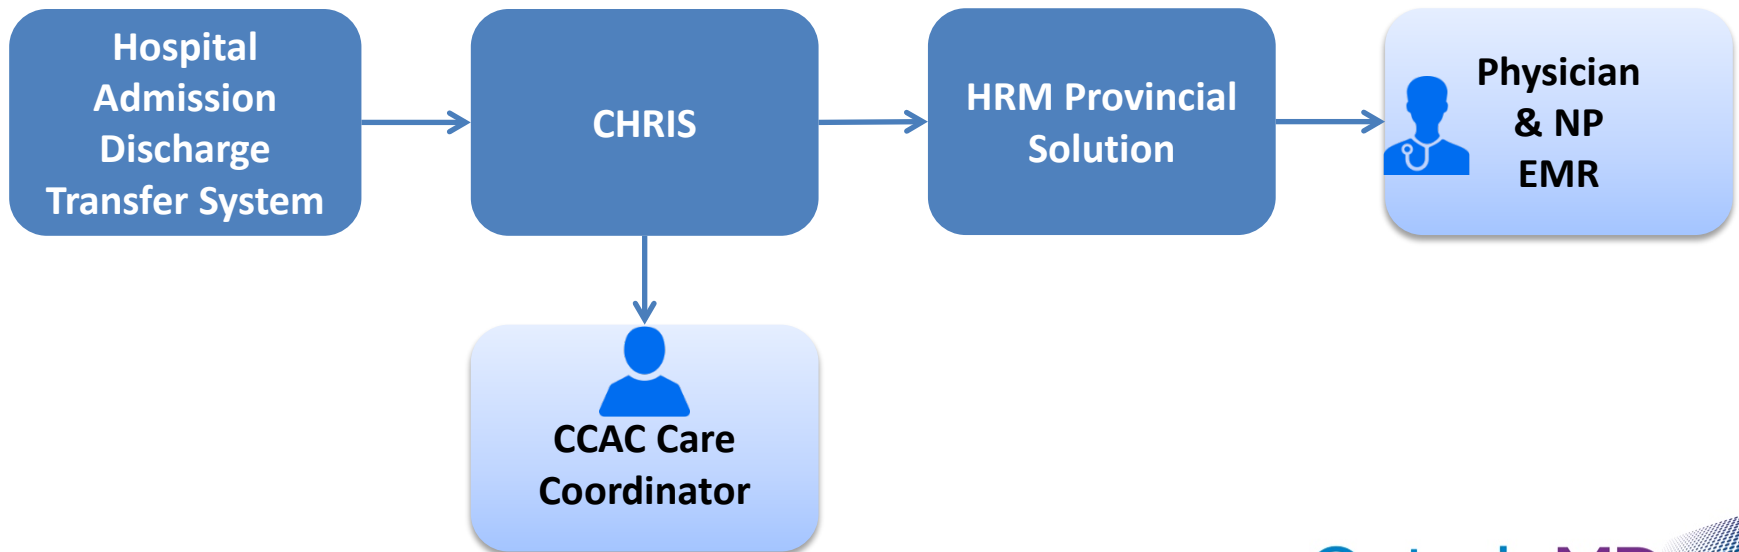 Hospital
Admission
Discharge
Transfer System
CHRIS
HRM Provincial
Solution
Physician
& NP
EMR
CCAC Care
Coordinator